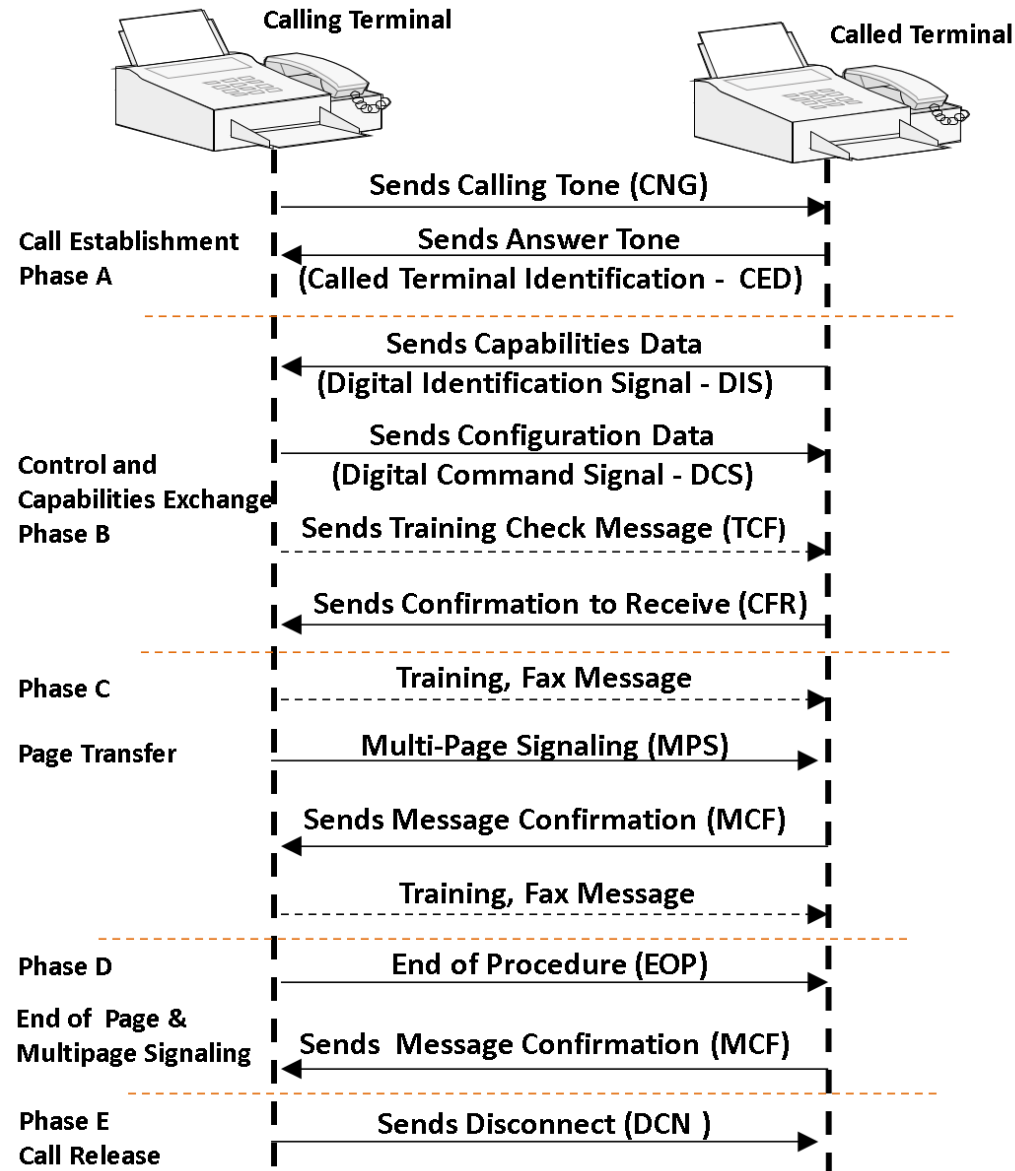 Calling Terminal
Called Terminal
Sends Calling Tone (CNG)
Call Establishment
Phase A
Sends Answer Tone
(Called Terminal Identification - CED)
Sends Capabilities Data
(Digital Identification Signal - DIS)
Control and
Capabilities Exchange
Phase B
Sends Configuration Data
(Digital Command Signal - DCS)
Sends Training Check Message (TCF)
Sends Confirmation to Receive (CFR)
Phase C
Training, Fax Message
Page Transfer
Multi-Page Signaling (MPS)
Sends Message Confirmation (MCF)
Training, Fax Message
Phase D
End of Procedure (EOP)
End of Page &
Multipage Signaling
Sends Message Confirmation (MCF)
Phase E
Call Release
Sends Disconnect (DCN )